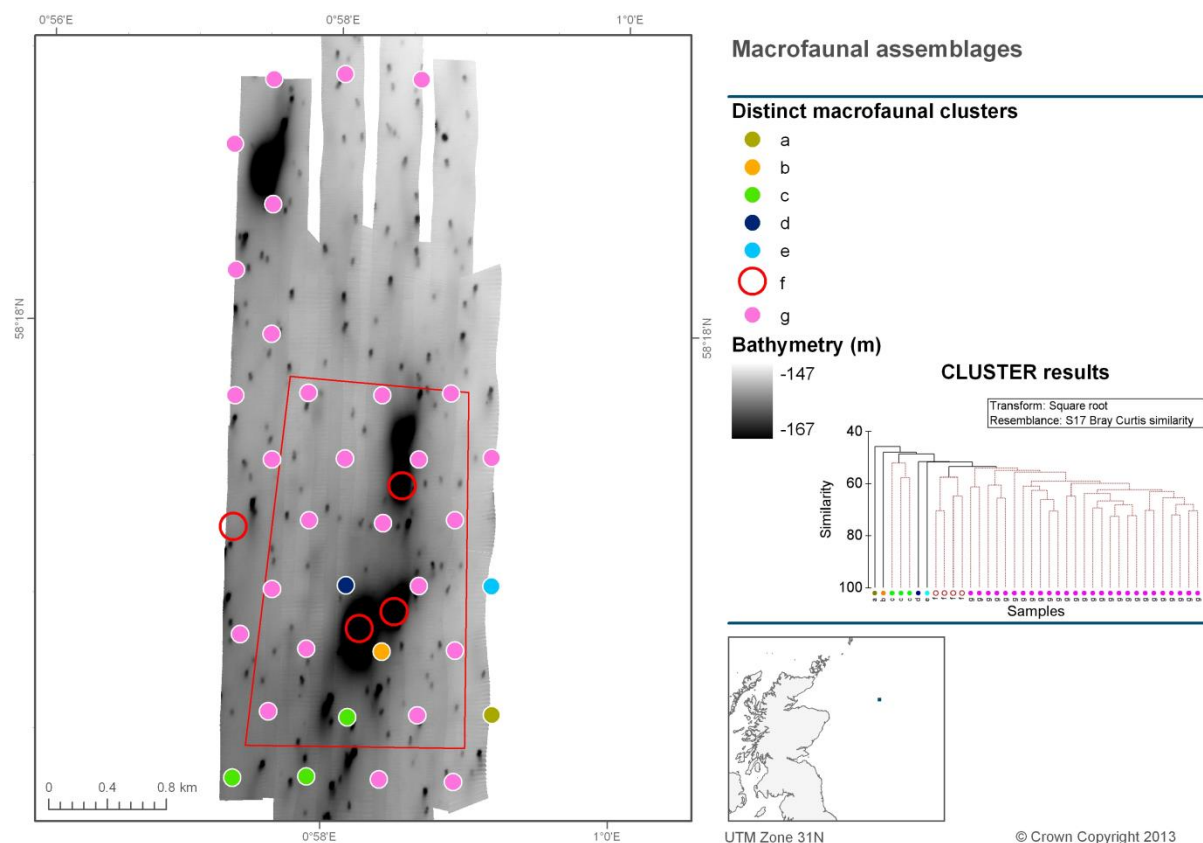 0°56'E
0°58'E
1°0'E
58°18'N
58°18'N
0
0.4
0.8 km
0°58'E
1°0'E
Macrofaunal assemblages
Distinct macrofaunal clusters
a
b
c
d
e
f
g
Bathymetry (m)
-147
-167
CLUSTER results
Transform: Square root
Resemblance: S17 Bray Curtis similarity
40
60
80
100
Similarity
Samples
UTM Zone 31N
© Crown Copyright 2013